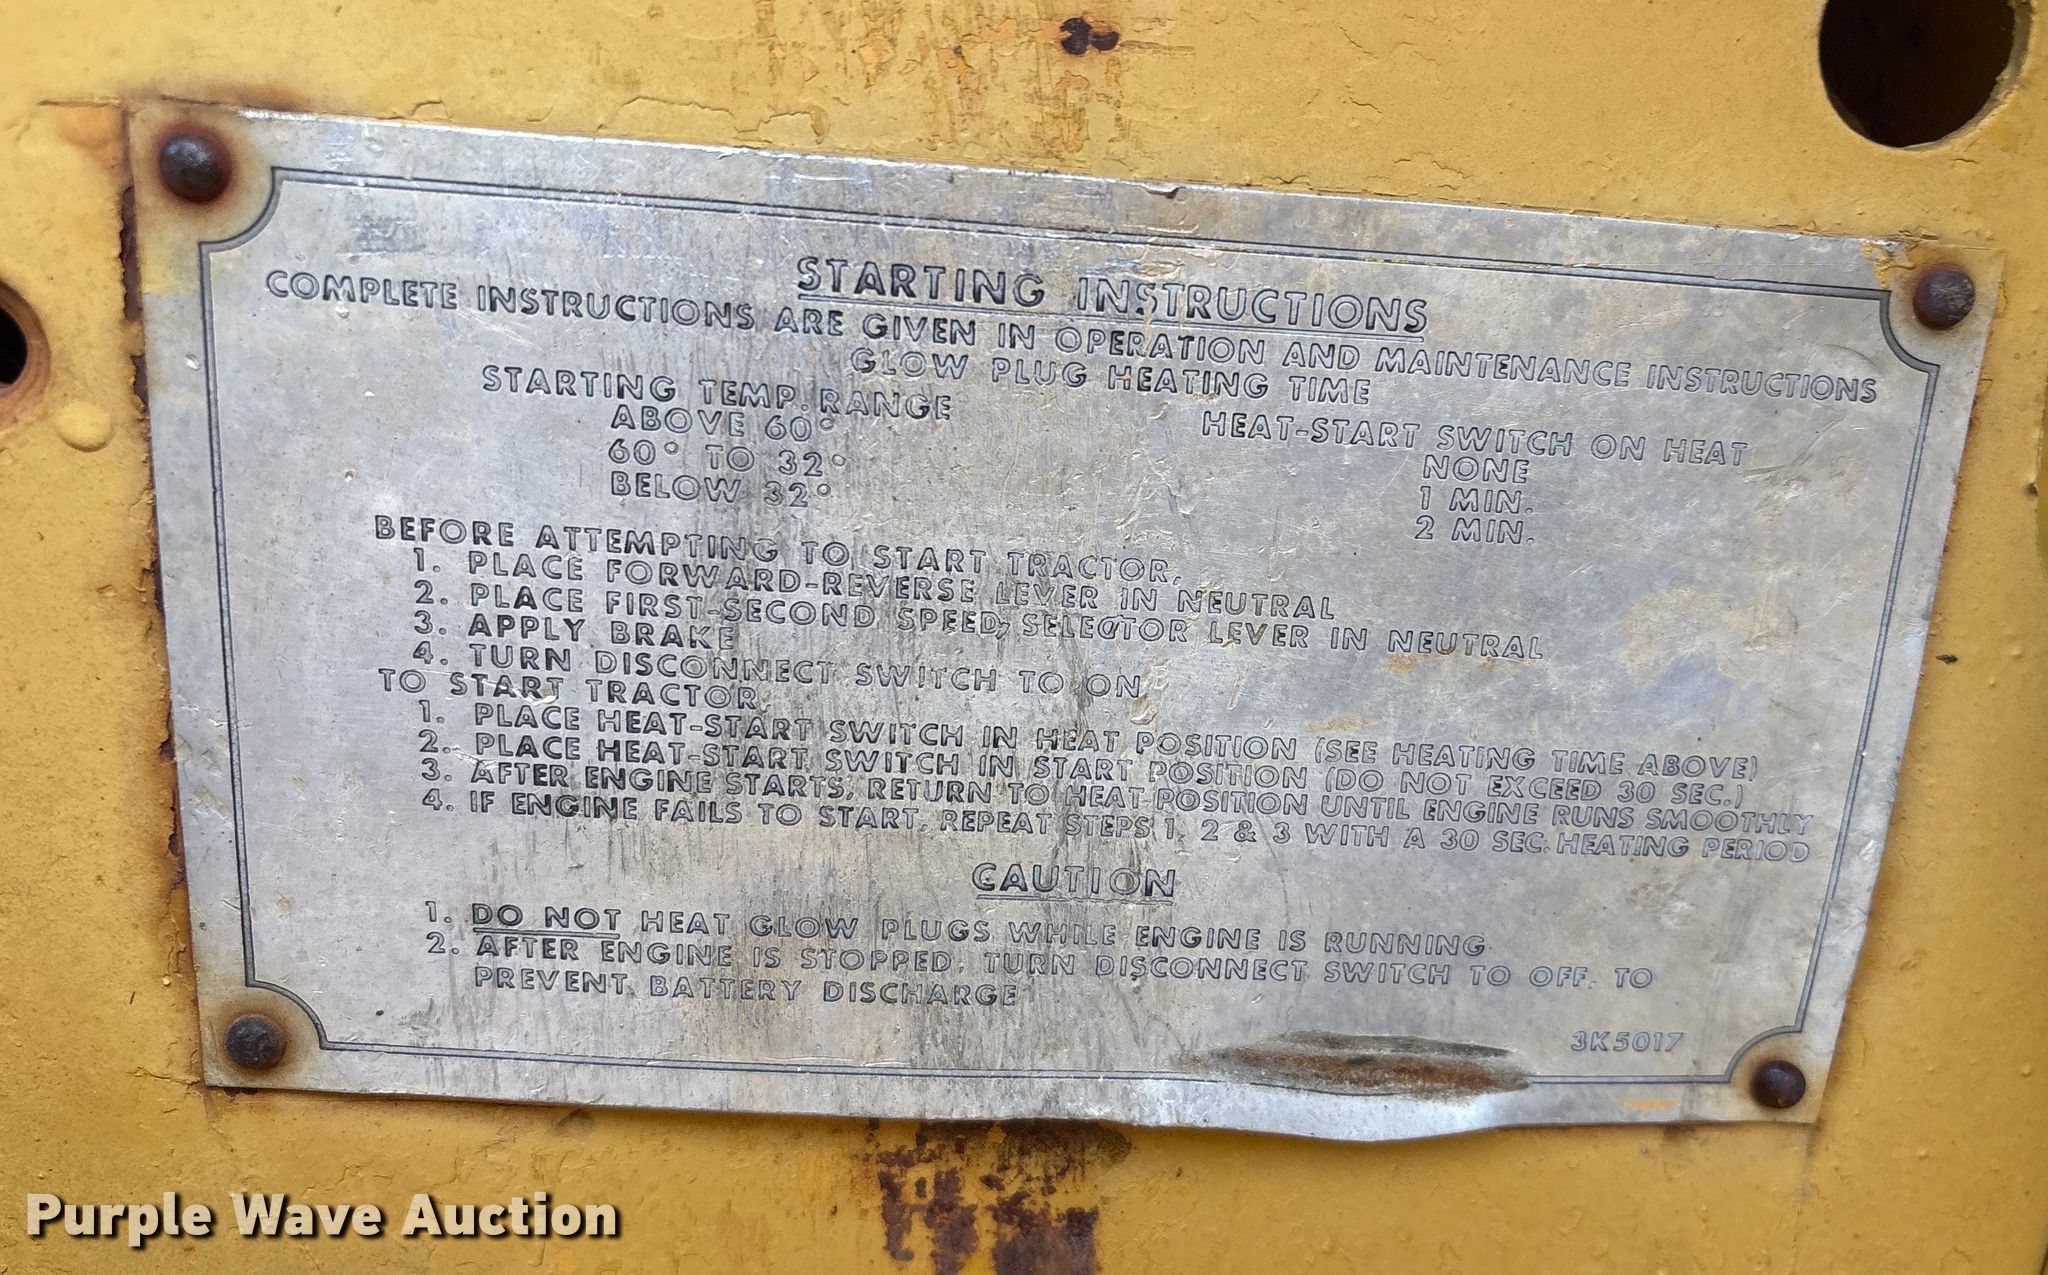 STARTING INSTRUCTIONS
COMPLETE INSTRUCTIONS ARE GIVEN IN OPERATION AND MAINTENANCE INSTRUCTIONS
GLOW PLUG HEATING TIME
STARTING TEMP. RANGE HEAT-START SWITCH ON HEAT
ABOVE 60° NONE
60° TO 32° 1 MIN.
BELOW 32° 2 MIN.
BEFORE ATTEMPTING TO START TRACTOR,
1. PLACE FORWARD-REVERSE LEVER IN NEUTRAL
2. PLACE FIRST-SECOND SPEED SELECTOR LEVER IN NEUTRAL
3. APPLY BRAKE
4. TURN DISCONNECT SWITCH TO ON
TO START TRACTOR,
1. PLACE HEAT-START SWITCH IN HEAT POSITION (SEE HEATING TIME ABOVE)
2. PLACE HEAT-START SWITCH IN START POSITION (DO NOT EXCEED 30 SEC.)
3. AFTER ENGINE STARTS, RETURN TO HEAT POSITION UNTIL ENGINE RUNS SMOOTHLY
4. IF ENGINE FAILS TO START, REPEAT STEPS 1, 2 & 3 WITH A 30 SEC. HEATING PERIOD
CAUTION
1. DO NOT HEAT GLOW PLUGS WHILE ENGINE IS RUNNING
2. AFTER ENGINE IS STOPPED, TURN DISCONNECT SWITCH TO OFF, TO
PREVENT BATTERY DISCHARGE
3K5017
Purple Wave Auction